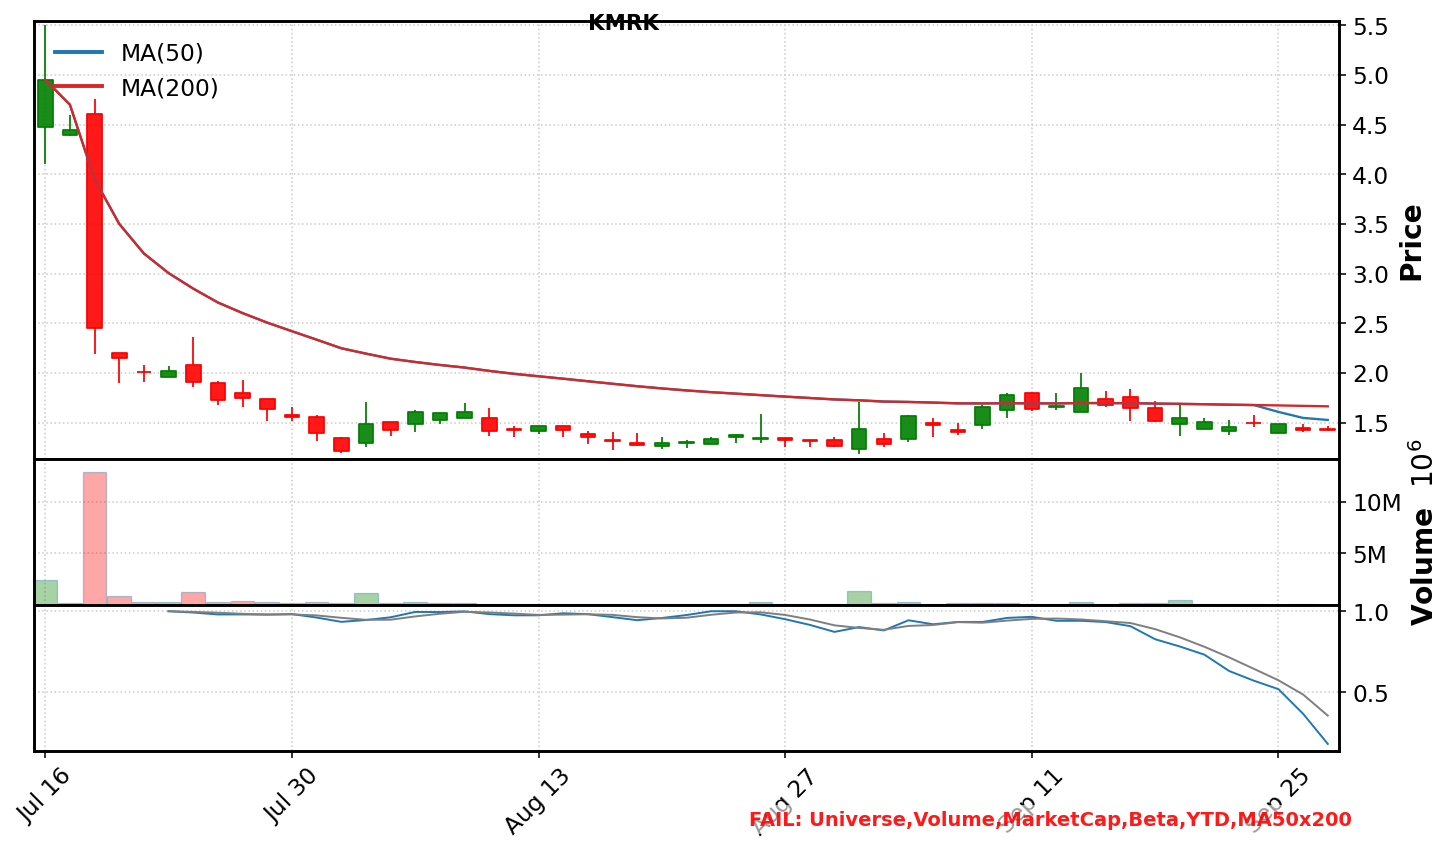 KMRK
MA(50)
MA(200)
5.5
5.0
4.5
4.0
3.5
3.0
2.5
2.0
1.5
Price
10^6
10M
5M
Volume
1.0
0.5
Jul 16
Jul 30
Aug 13
Aug 27
Sep 11
Sep 25
FAIL: Universe,Volume,MarketCap,Beta,YTD,MA50x200